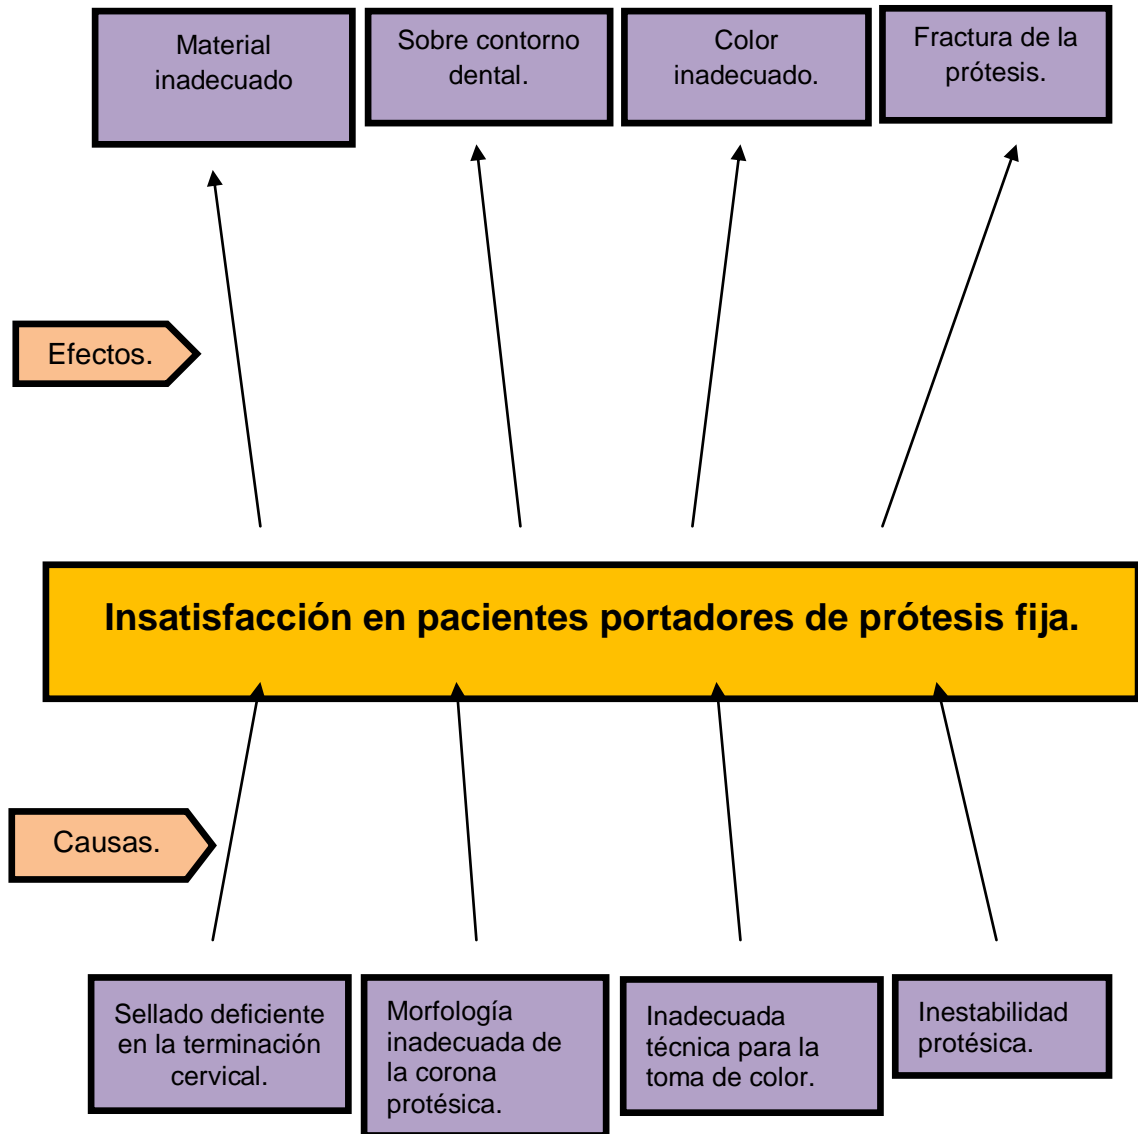 Material
inadecuado
Sobre contorno
dental.
Color
inadecuado.
Fractura de la
prótesis.
Efectos.
Insatisfacción en pacientes portadores de prótesis fija.
Causas.
Sellado deficiente
en la terminación
cervical.
Morfología
inadecuada de
la corona
protésica.
Inadecuada
técnica para la
toma de color.
Inestabilidad
protésica.